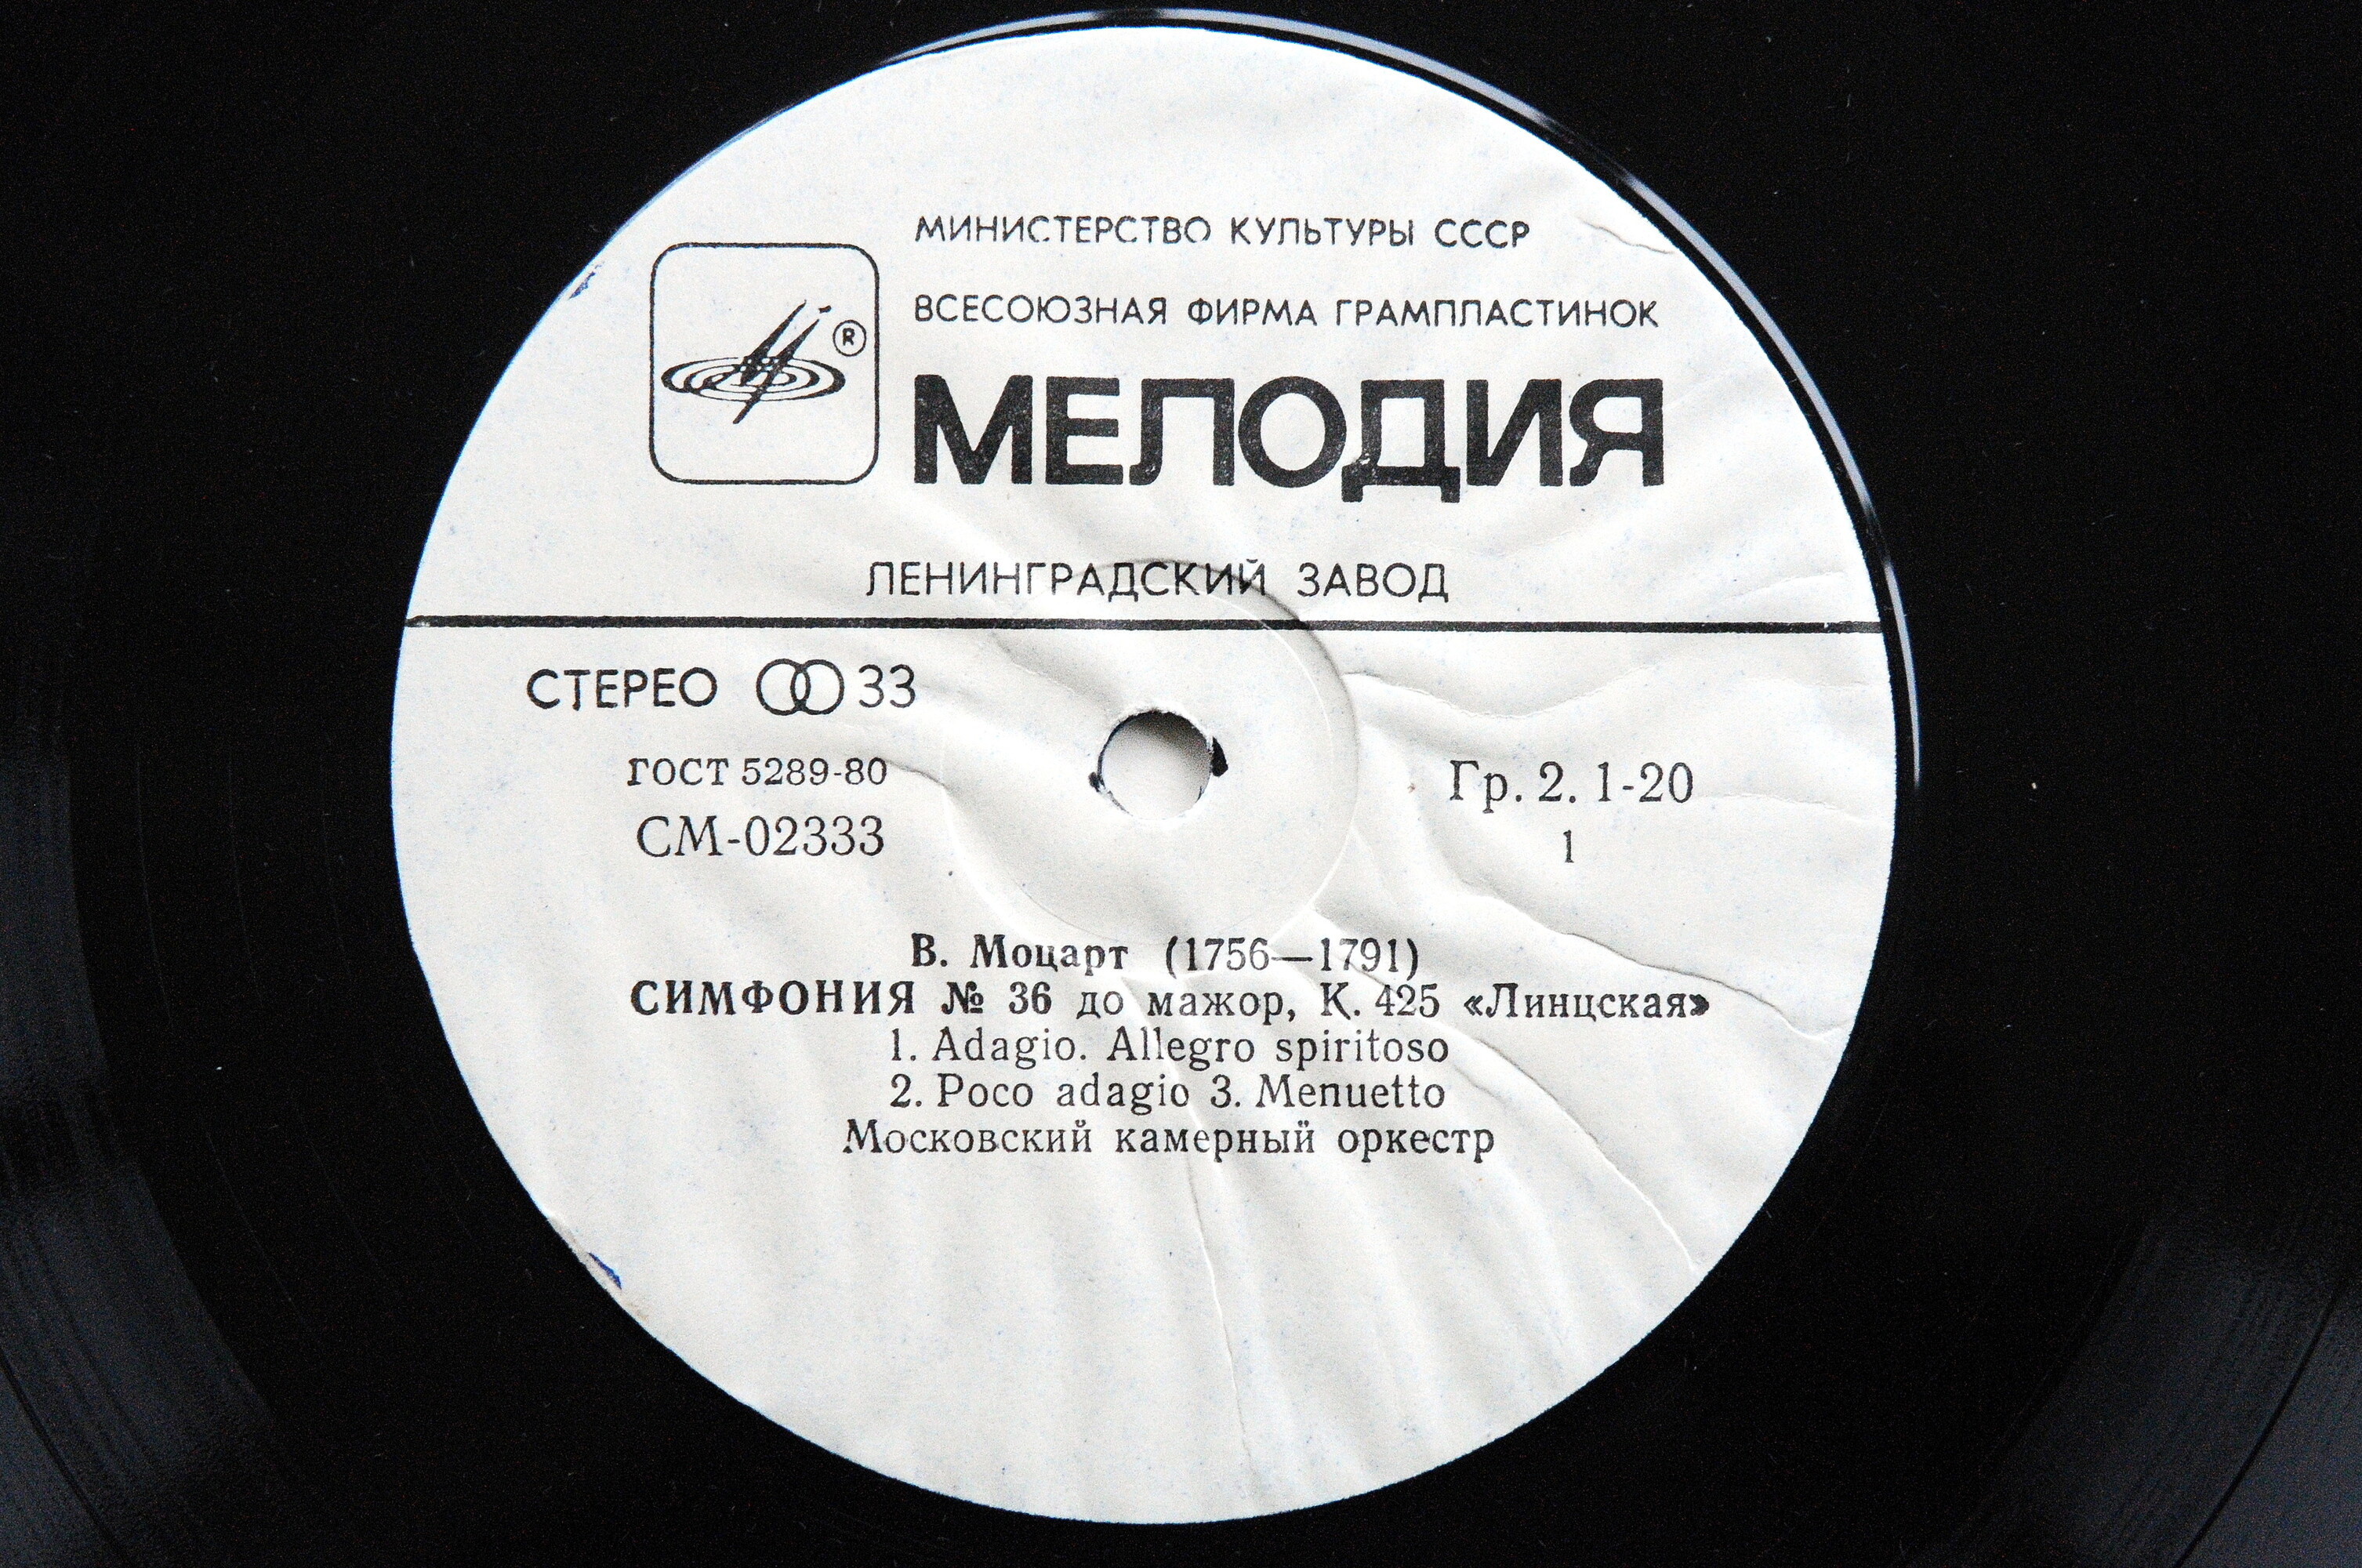 МИНИСТЕРСТВО КУЛЬТУРЫ СССР
ВСЕСОЮЗНАЯ ФИРМА ГРАМПЛАСТИНОК
®
МЕЛОДИЯ
ЛЕНИНГРАДСКИЙ ЗАВОД
СТЕРЕО 33
ГОСТ 5289-80
СМ-02333
Гр. 2. 1-20
1
В. Моцарт (1756—1791)
СИМФОНИЯ № 36 до мажор, К. 425 «Линцская»
1. Adagio. Allegro spiritoso
2. Poco adagio 3. Menuetto
Московский камерный оркестр